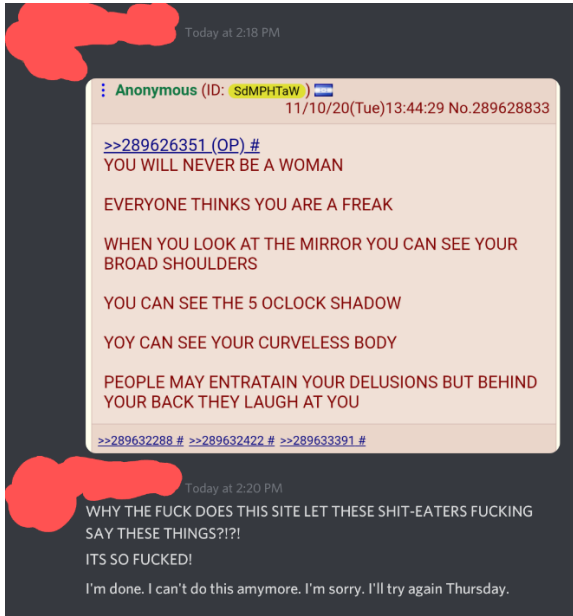 Today at 2:18 PM
Anonymous (ID: SdMPHTaW)
11/10/20(Tue)13:44:29 No.289628833
>>289626351 (OP) #
YOU WILL NEVER BE A WOMAN
EVERYONE THINKS YOU ARE A FREAK
WHEN YOU LOOK AT THE MIRROR YOU CAN SEE YOUR
BROAD SHOULDERS
YOU CAN SEE THE 5 OCLOCK SHADOW
YOY CAN SEE YOUR CURVELESS BODY
PEOPLE MAY ENTRATAIN YOUR DELUSIONS BUT BEHIND
YOUR BACK THEY LAUGH AT YOU
>>289632288 # >>289632422 # >>289633391 #
Today at 2:20 PM
WHY THE FUCK DOES THIS SITE LET THESE SHIT-EATERS FUCKING
SAY THESE THINGS?!?!
ITS SO FUCKED!
I'm done. I can't do this amymore. I'm sorry. I'll try again Thursday.